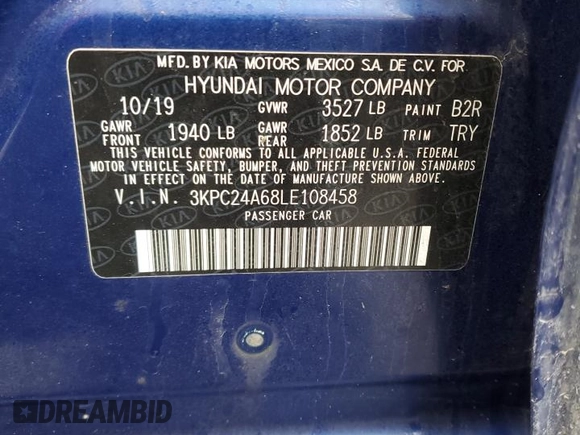 MFD. BY KIA MOTORS MEXICO S.A. DE C.V. FOR
HYUNDAI MOTOR COMPANY
10/19 GVWR 3527 LB PAINT B2R
GAWR FRONT 1940 LB GAWR REAR 1852 LB TRIM TRY
THIS VEHICLE CONFORMS TO ALL APPLICABLE U.S.A. FEDERAL
MOTOR VEHICLE SAFETY, BUMPER, AND THEFT PREVENTION STANDARDS
IN EFFECT ON THE DATE OF MANUFACTURE SHOWN ABOVE.
V.I.N. 3KPC24A68LE108458
PASSENGER CAR
DREAMBID